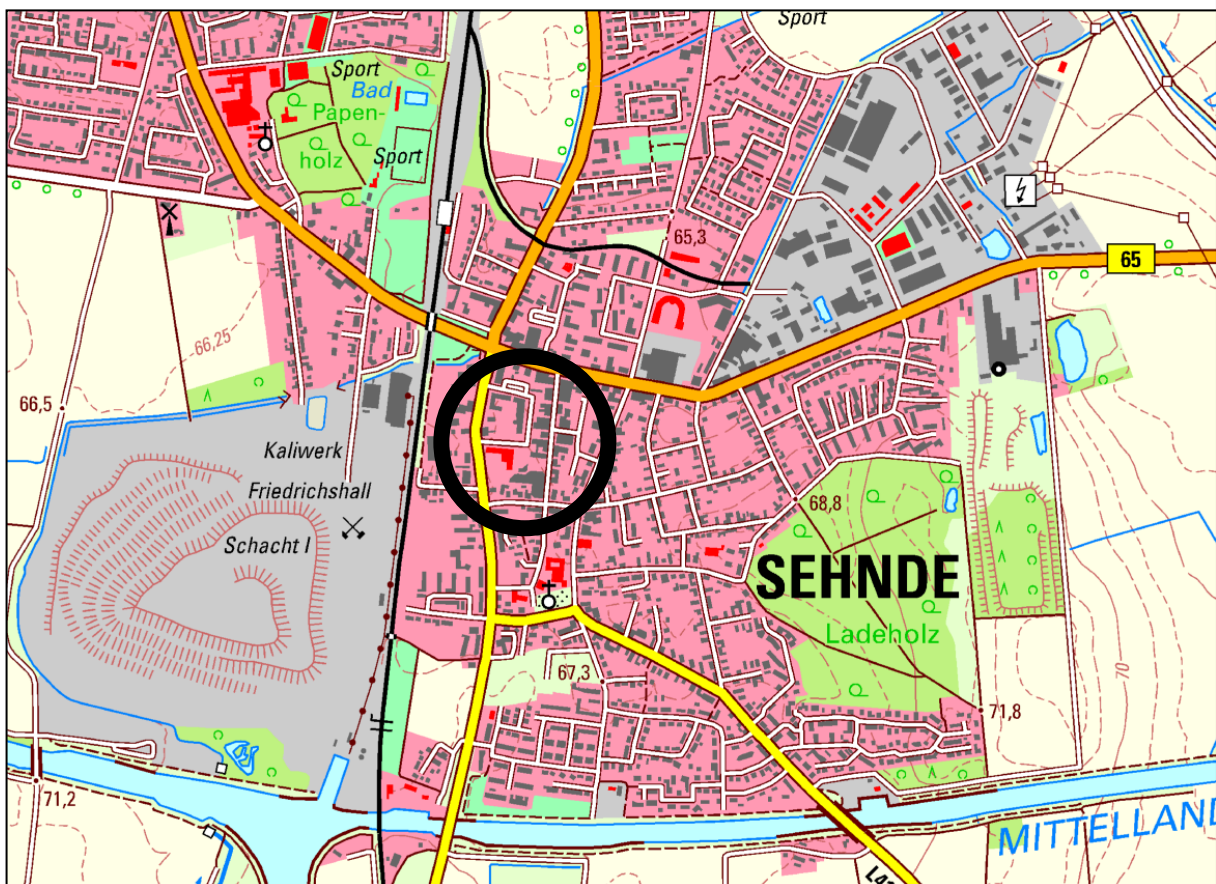 Sport
Sport
Bad
Papen-
holz
Sport
65,3
65
66,25
66,5
Kaliwerk
Friedrichshall
Schacht I
68,8
SEHNDE
Ladeholz
67,3
70
71,8
71,2
MITTELLAND